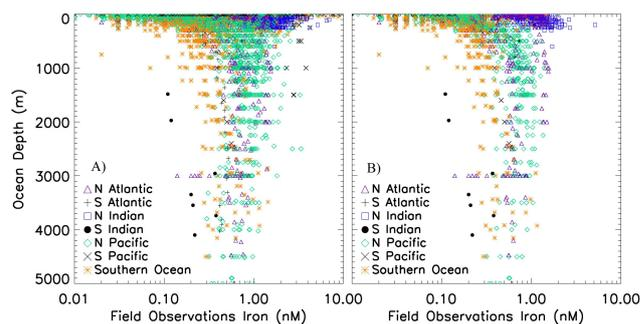 Ocean Depth (m)
0
1000
2000
3000
4000
5000
A)
N Atlantic
S Atlantic
N Indian
S Indian
N Pacific
S Pacific
Southern Ocean
0.01 0.10 1.00 10.00
Field Observations Iron (nM)
B)
N Atlantic
S Atlantic
N Indian
S Indian
N Pacific
S Pacific
Southern Ocean
0.10 1.00 10.00
Field Observations Iron (nM)